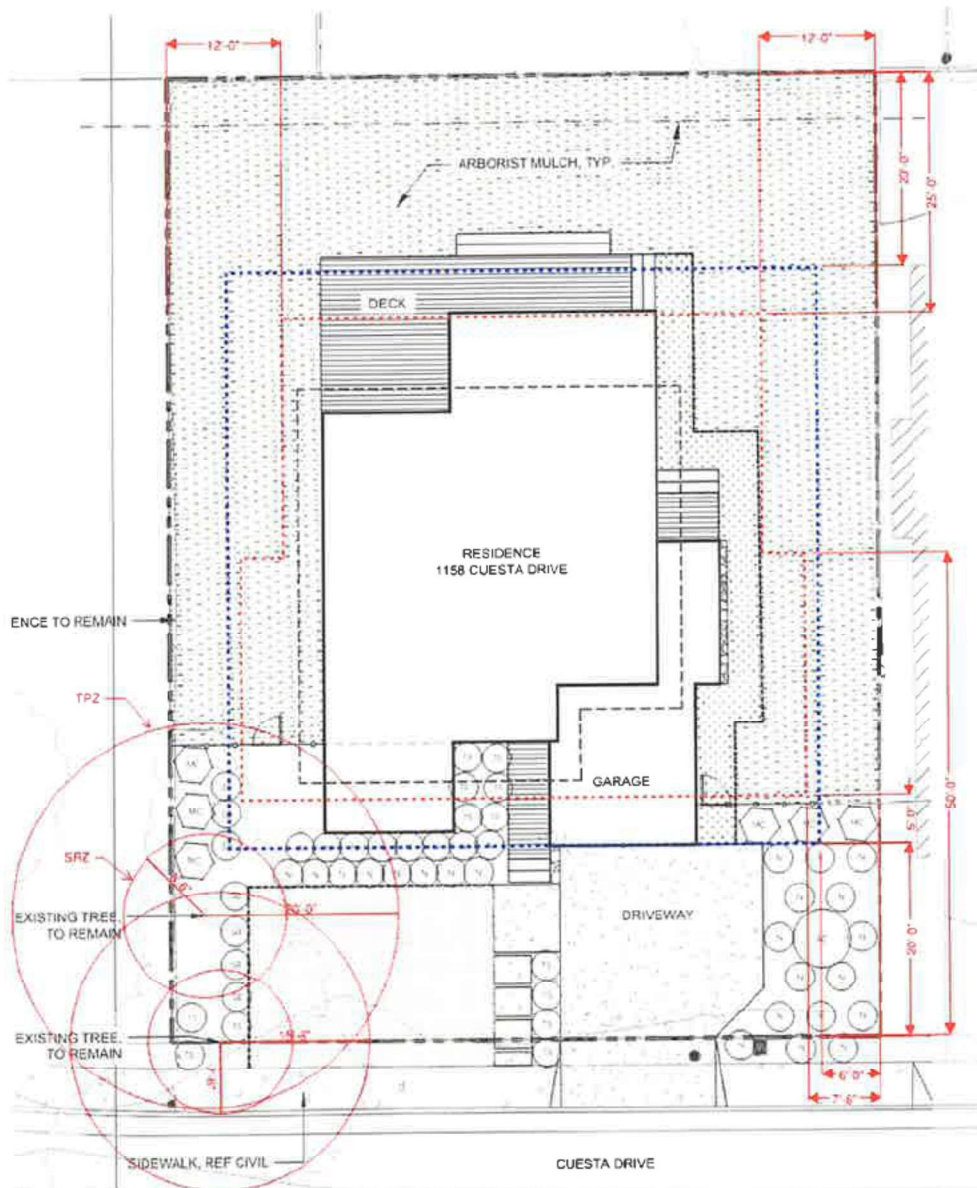 12'-0"
12'-0"
ARBORIST MULCH, TYP.
20'-0"
25'-0"
DECK
RESIDENCE
1158 CUESTA DRIVE
ENCE TO REMAIN
TPZ
GARAGE
MC
MC
MC
MC
MC
SRZ
5'-0"
50'-0"
EXISTING TREE,
TO REMAIN
20'-0"
DRIVEWAY
20'-0"
EXISTING TREE,
TO REMAIN
6'-0"
7'-6"
SIDEWALK, REF CIVIL
CUESTA DRIVE